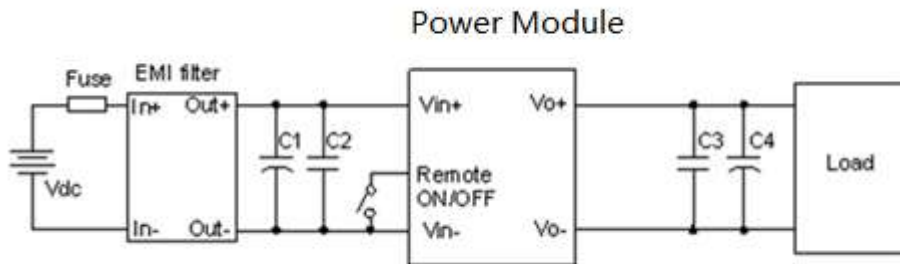 Power Module
Fuse
EMI filter
In+
Out+
C1
C2
Vin+
Vo+
C3
C4
Vdc
Remote
ON/OFF
Load
In-
Out-
Vin-
Vo-